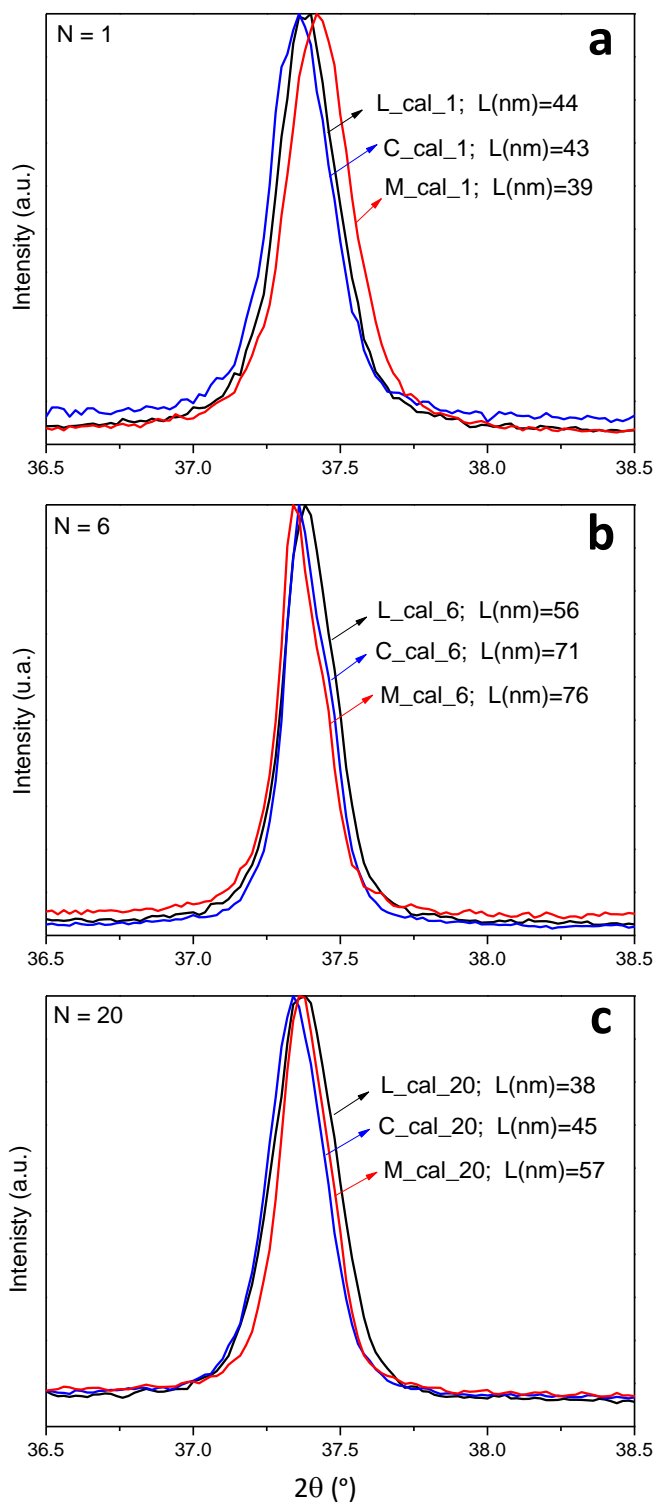 N = 1
a
L_cal_1; L(nm)=44
C_cal_1; L(nm)=43
M_cal_1; L(nm)=39
Intensity (a.u.)
36.5 37.0 37.5 38.0 38.5
N = 6
b
L_cal_6; L(nm)=56
C_cal_6; L(nm)=71
M_cal_6; L(nm)=76
Intensity (u.a.)
36.5 37.0 37.5 38.0 38.5
N = 20
c
L_cal_20; L(nm)=38
C_cal_20; L(nm)=45
M_cal_20; L(nm)=57
Intenisty (a.u.)
36.5 37.0 37.5 38.0 38.5
2θ (°)